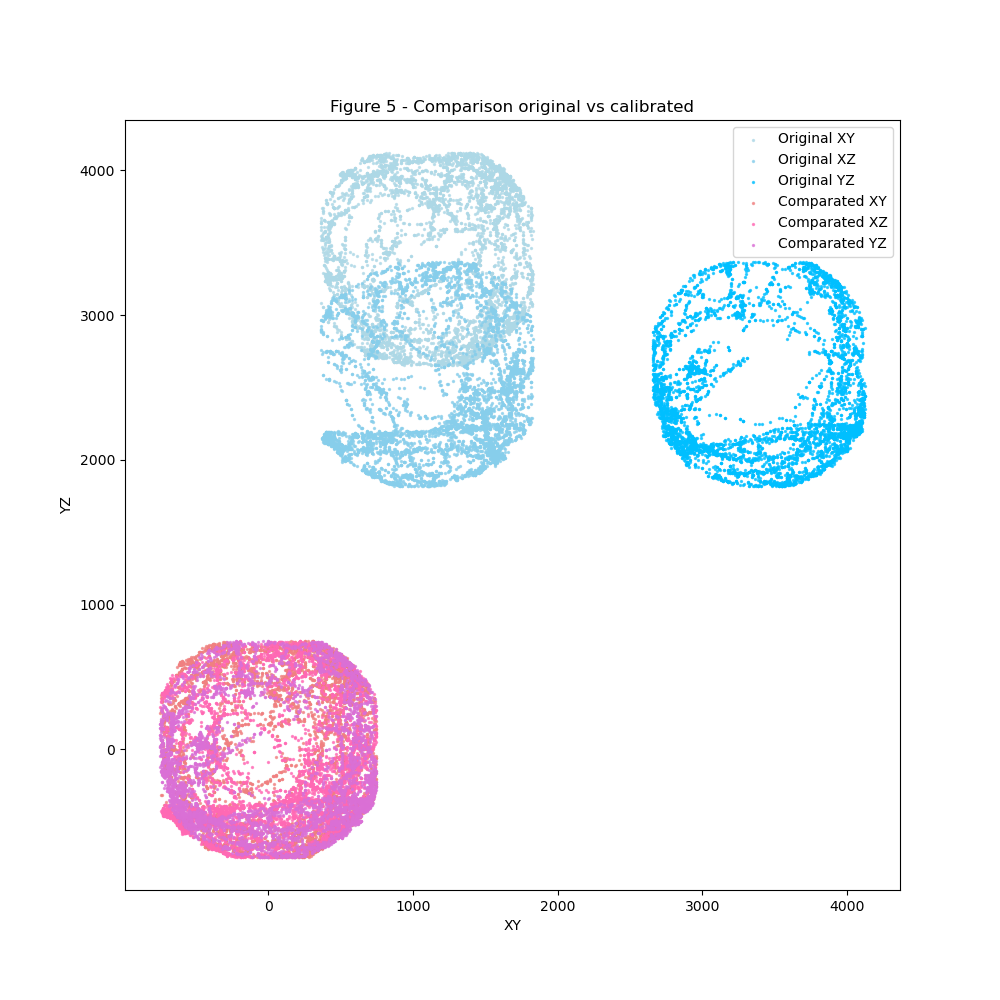 Figure 5 - Comparison original vs calibrated
Original XY
Original XZ
Original YZ
Comparated XY
Comparated XZ
Comparated YZ
4000
3000
2000
1000
0
YZ
0
1000
2000
3000
4000
XY